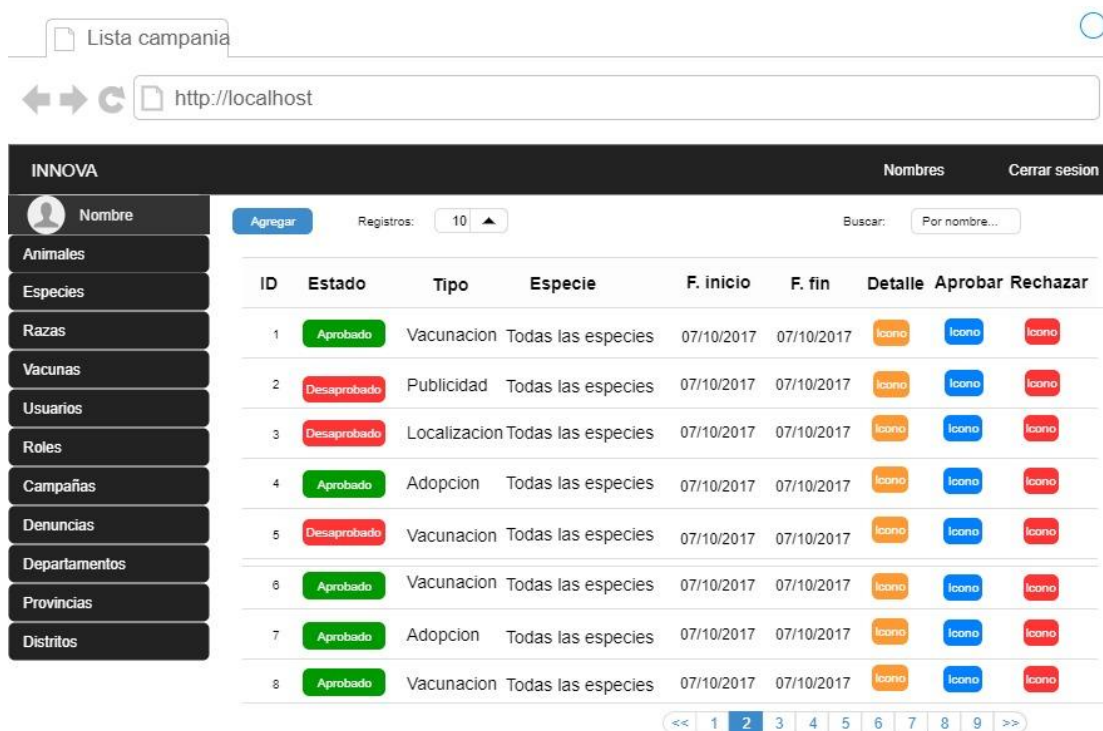 Lista campania
http://localhost
INNOVA Nombres Cerrar sesion
Nombre
Animales
Especies
Razas
Vacunas
Usuarios
Roles
Campañas
Denuncias
Departamentos
Provincias
Distritos
Agregar Registros: 10 Buscar: Por nombre...
ID Estado Tipo Especie F. inicio F. fin Detalle Aprobar Rechazar
1 Aprobado Vacunacion Todas las especies 07/10/2017 07/10/2017 Icono Icono Icono
2 Desaprobado Publicidad Todas las especies 07/10/2017 07/10/2017 Icono Icono Icono
3 Desaprobado Localizacion Todas las especies 07/10/2017 07/10/2017 Icono Icono Icono
4 Aprobado Adopcion Todas las especies 07/10/2017 07/10/2017 Icono Icono Icono
5 Desaprobado Vacunacion Todas las especies 07/10/2017 07/10/2017 Icono Icono Icono
6 Aprobado Vacunacion Todas las especies 07/10/2017 07/10/2017 Icono Icono Icono
7 Aprobado Adopcion Todas las especies 07/10/2017 07/10/2017 Icono Icono Icono
8 Aprobado Vacunacion Todas las especies 07/10/2017 07/10/2017 Icono Icono Icono
<< 1 2 3 4 5 6 7 8 9 >>